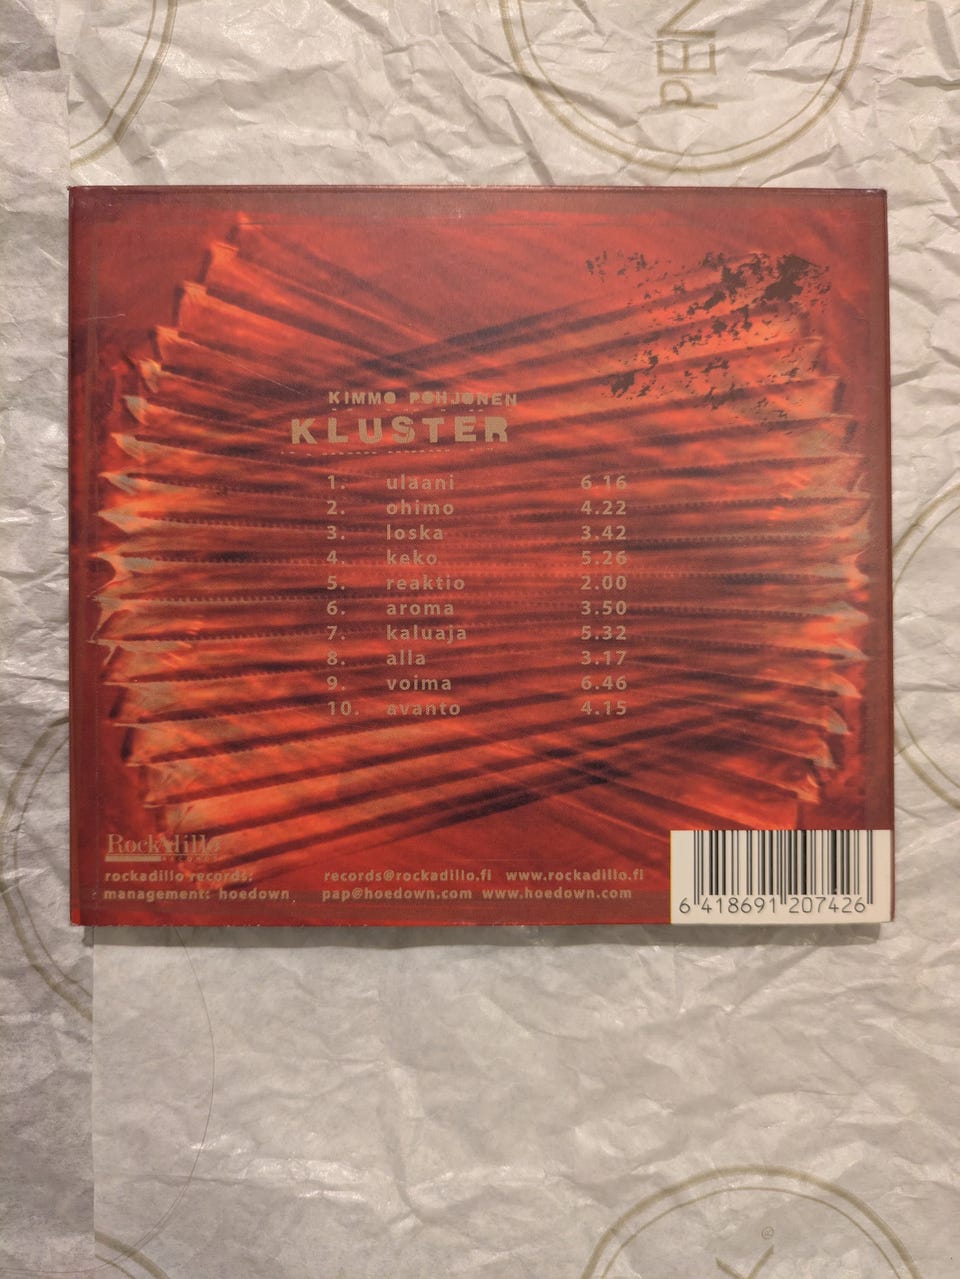 PEN
KIMMO POHJONEN
KLUSTER
1. ulaani 6.16
2. ohimo 4.22
3. loska 3.42
4. keko 5.26
5. reaktio 2.00
6. aroma 3.50
7. kaluaja 5.32
8. alla 3.17
9. voima 6.46
10. avanto 4.15
RockAdillo
RECORDS
rockadillo records: records@rockadillo.fi www.rockadillo.fi
management: hoedown pap@hoedown.com www.hoedown.com
6 418691 207426
®